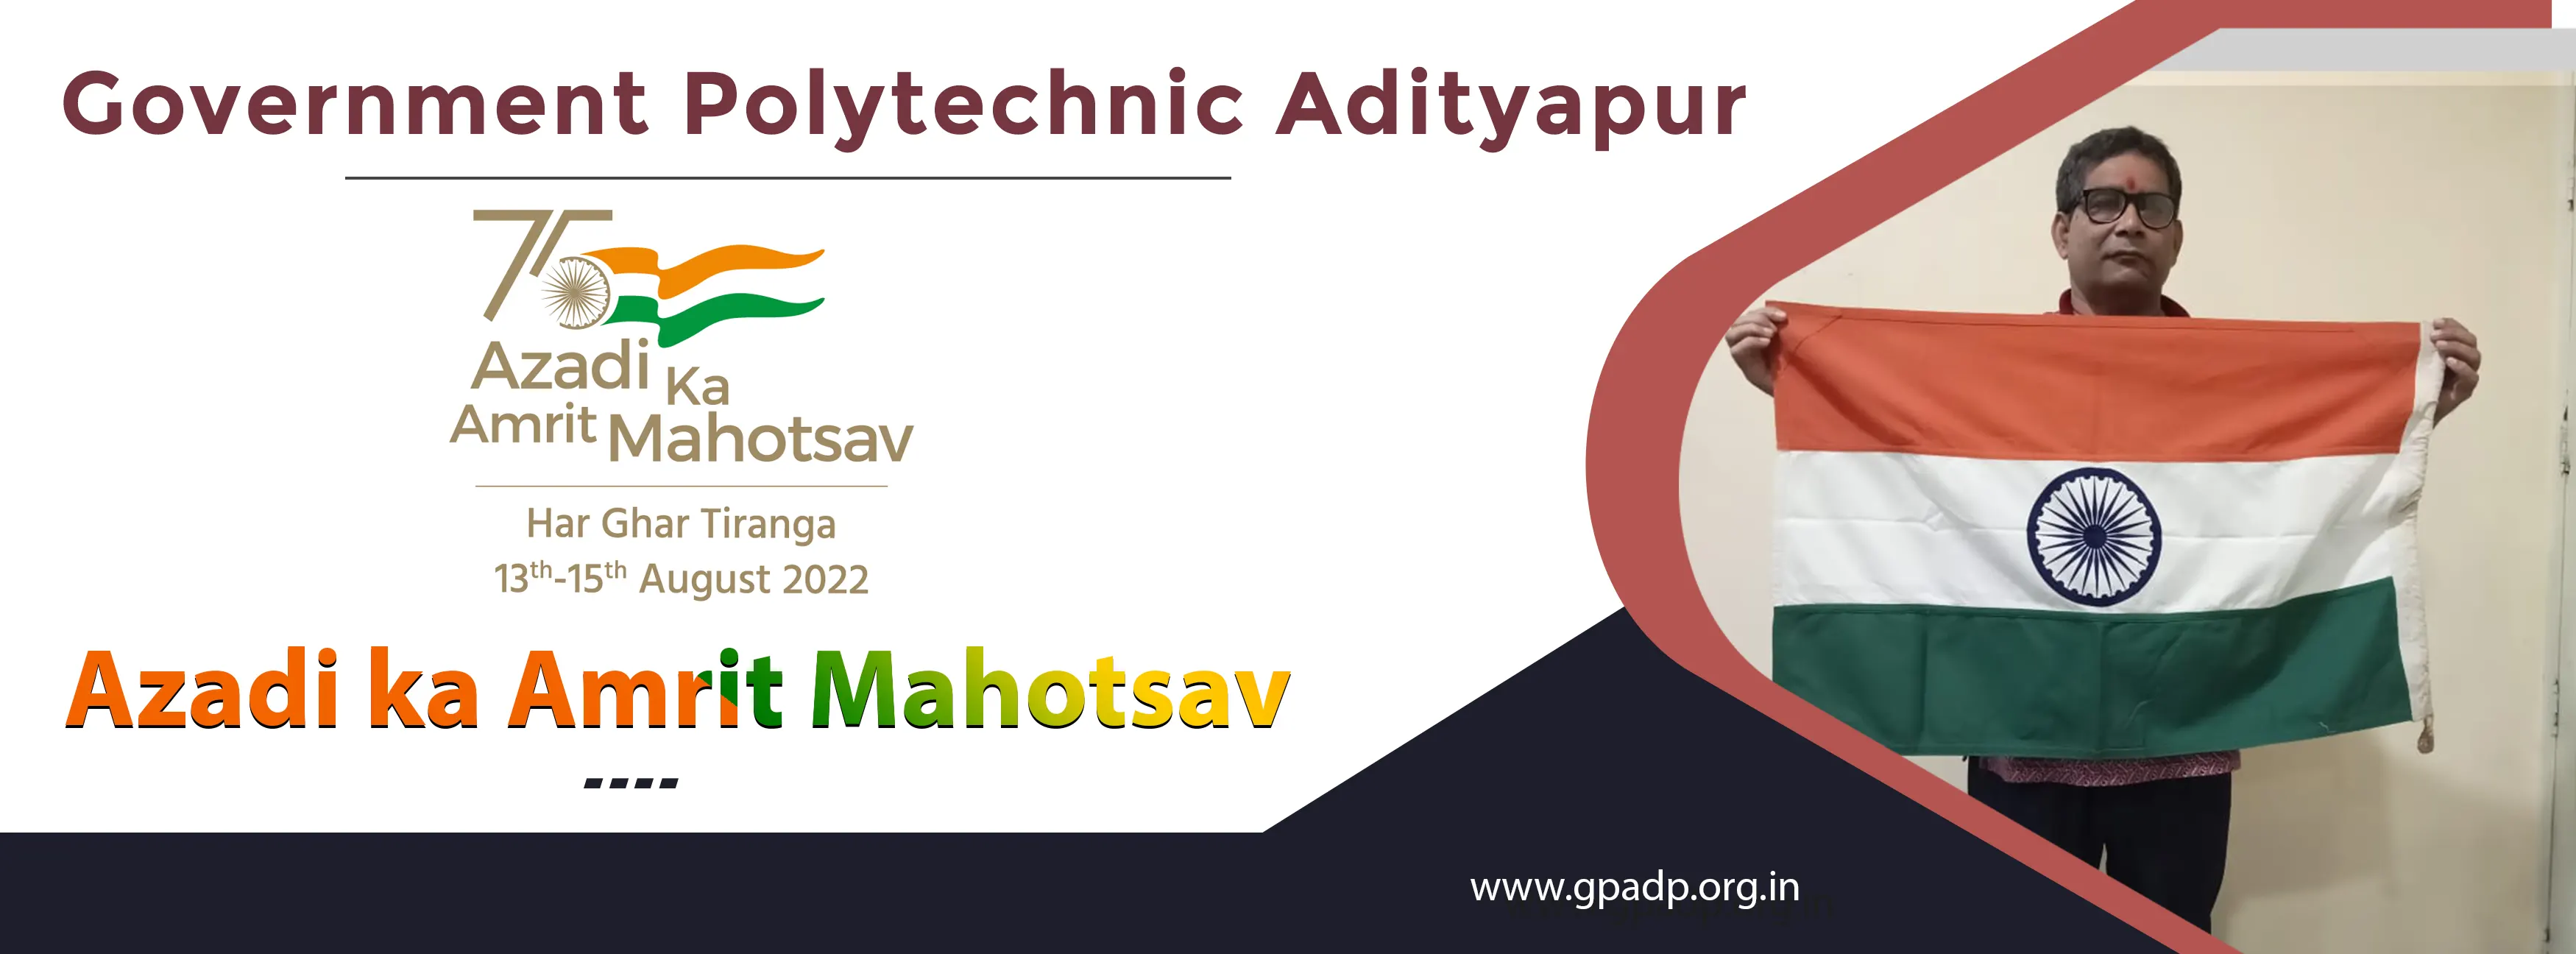 Government Polytechnic Adityapur
75
Azadi Ka
Amrit Mahotsav
Har Ghar Tiranga
13th-15th August 2022
Azadi ka Amrit Mahotsav
www.gpadp.org.in